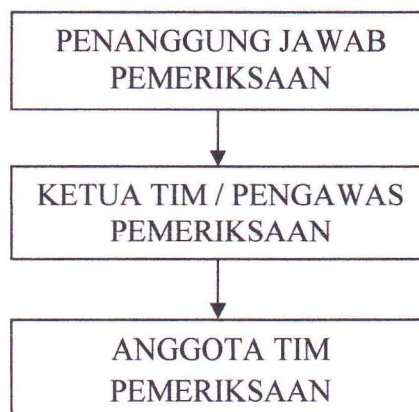 PENANGGUNG JAWAB
PEMERIKSAAN
KETUA TIM / PENGAWAS
PEMERIKSAAN
ANGGOTA TIM
PEMERIKSAAN